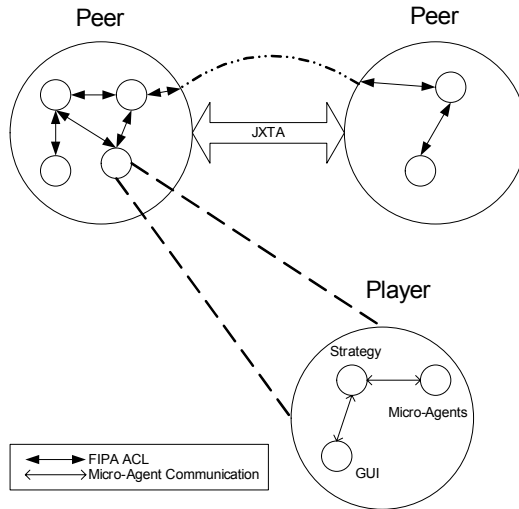 Peer
Peer
JXTA
Player
Strategy
Micro-Agents
GUI
FIPA ACL
Micro-Agent Communication